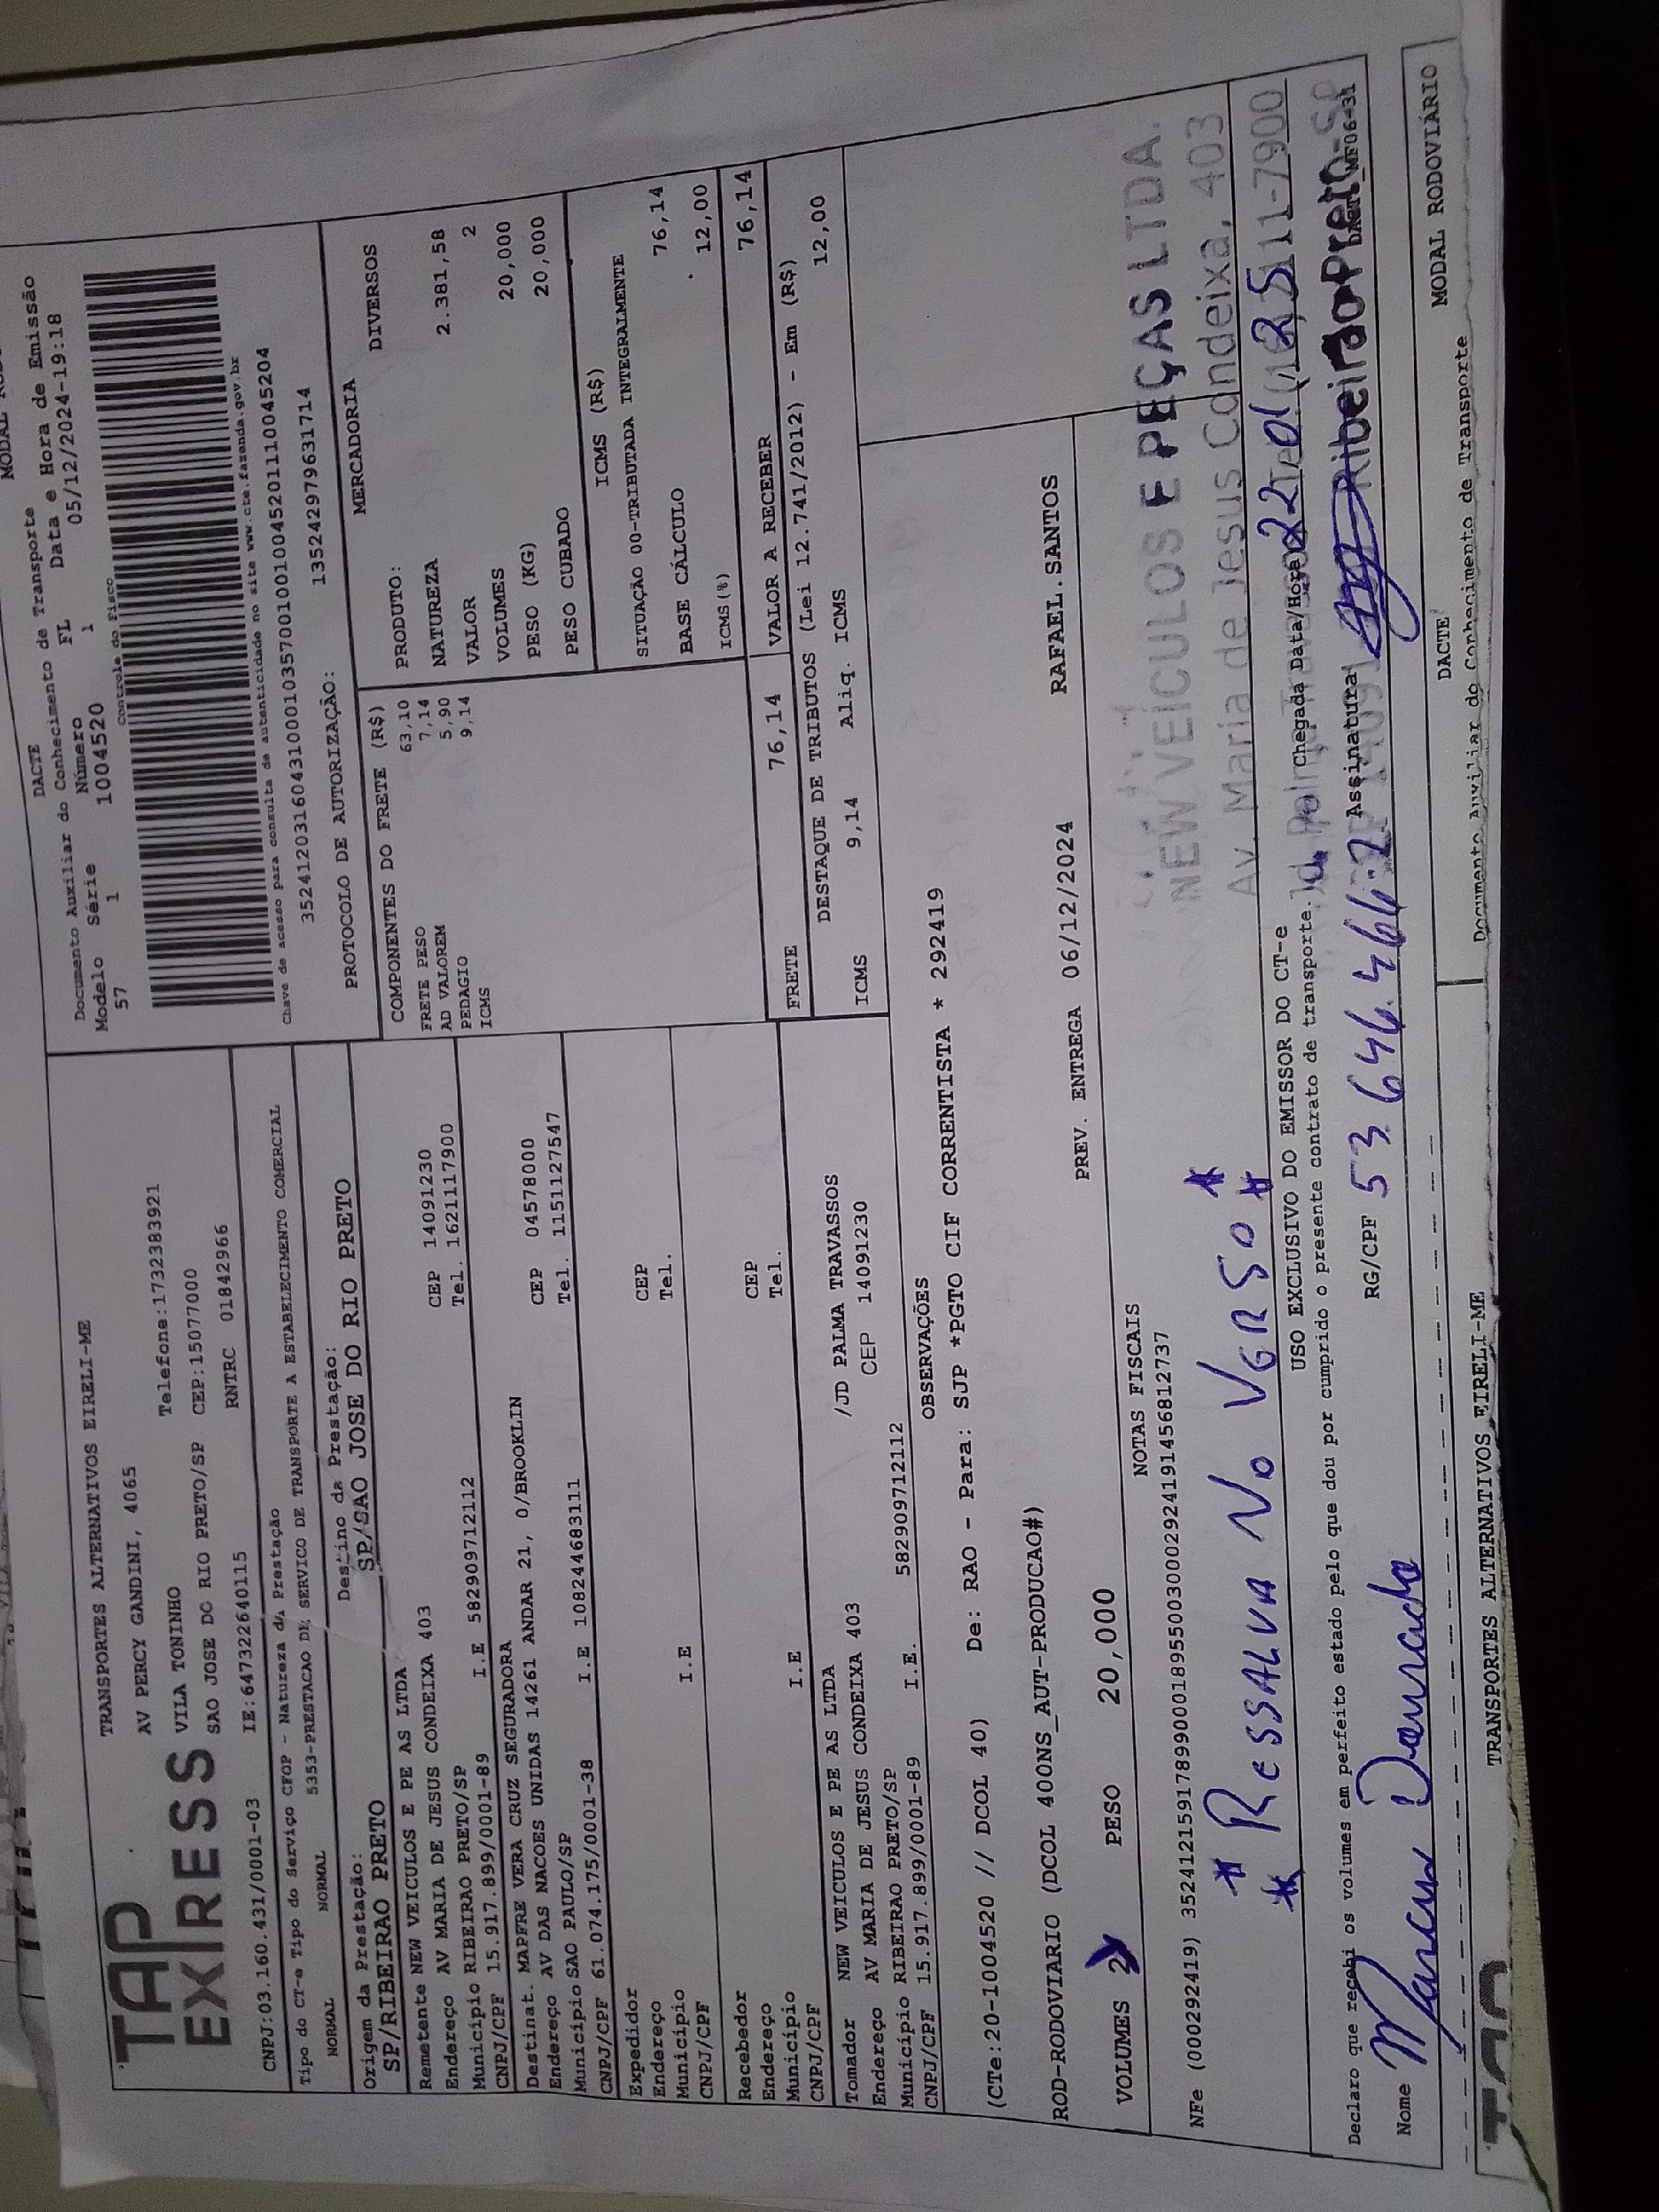 TAP
EXPRESS
TRANSPORTES ALTERNATIVOS EIRELI-ME
AV PERCY GANDINI, 4065
VILA TONINHO
Telefone:1732383921
SAO JOSE DO RIO PRETO/SP CEP:15077000
CNPJ:03.160.431/0001-03 IE:647322640115 RNTRC 01842966
Tipo do CT-e Tipo do Serviço CFOP - Natureza da Prestação
NORMAL NORMAL 5353-PRESTACAO DE SERVICO DE TRANSPORTE A ESTABELECIMENTO COMERCIAL
Origem da Prestação: Destino da Prestação:
SP/RIBEIRAO PRETO SP/SAO JOSE DO RIO PRETO
DACTE
Documento Auxiliar do Conhecimento de Transporte
Modelo Série Número FL Data e Hora de Emissão
57 1 1004520 1 05/12/2024-19:18
Controle do Fisco
Chave de acesso para consulta de autenticidade no site www.cte.fazenda.gov.br
35241203160431000103570010010045201110045204
PROTOCOLO DE AUTORIZAÇÃO: 135242979631714
Remetente NEW VEICULOS E PE AS LTDA
Endereço AV MARIA DE JESUS CONDEIXA 403 CEP 14091230
Município RIBEIRAO PRETO/SP Tel. 1621117900
CNPJ/CPF 15.917.899/0001-89 I.E 582909712112
Destinat. MAPFRE VERA CRUZ SEGURADORA
Endereço AV DAS NACOES UNIDAS 14261 ANDAR 21, 0/BROOKLIN CEP 04578000
Município SAO PAULO/SP Tel. 1151127547
CNPJ/CPF 61.074.175/0001-38 I.E 108244683111
Expedidor
Endereço CEP
Município Tel.
CNPJ/CPF I.E
Recebedor
Endereço CEP
Município Tel.
CNPJ/CPF I.E
Tomador NEW VEICULOS E PE AS LTDA
Endereço AV MARIA DE JESUS CONDEIXA 403 /JD PALMA TRAVASSOS
Município RIBEIRAO PRETO/SP CEP 14091230
CNPJ/CPF 15.917.899/0001-89 I.E. 582909712112
COMPONENTES DO FRETE (R$)
FRETE PESO 63,10
AD VALOREM 7,14
PEDAGIO 5,90
ICMS 9,14
MERCADORIA
PRODUTO: DIVERSOS
NATUREZA
VALOR 2.381,58
VOLUMES 2
PESO (KG) 20,000
PESO CUBADO 20,000
ICMS (R$)
SITUAÇÃO 00-TRIBUTADA INTEGRALMENTE
BASE CÁLCULO 76,14
ICMS(%) 12,00
FRETE 76,14 VALOR A RECEBER 76,14
DESTAQUE DE TRIBUTOS (Lei 12.741/2012) - Em (R$)
ICMS 9,14 Aliq. ICMS 12,00
OBSERVAÇÕES
(CTe:20-1004520 // DCOL 40) De: RAO - Para: SJP *PGTO CIF CORRENTISTA * 292419
ROD-RODOVIARIO (DCOL 400NS_AUT-PRODUCAO#)
VOLUMES 2 PESO 20,000 PREV. ENTREGA 06/12/2024 RAFAEL.SANTOS
NOTAS FISCAIS
NFe (000292419) 35241215917899000189550030002924191456812737
* RESSALVA NO VERSO *
NEW VEÍCULOS E PEÇAS LTDA.
Av. Maria de Jesus Condeixa, 403
USO EXCLUSIVO DO EMISSOR DO CT-e
Declaro que recebi os volumes em perfeito estado pelo que dou por cumprido o presente contrato de transporte.
Chegada Data/Hora
Nome RG/CPF 53.646.466-2 Assinatura
Ribeirão Preto-SP
DACTE MF06-31
DACTE
MODAL RODOVIARIO
Documento Auxiliar do Conhecimento de Transporte
TRANSPORTES ALTERNATIVOS EIRELI-ME